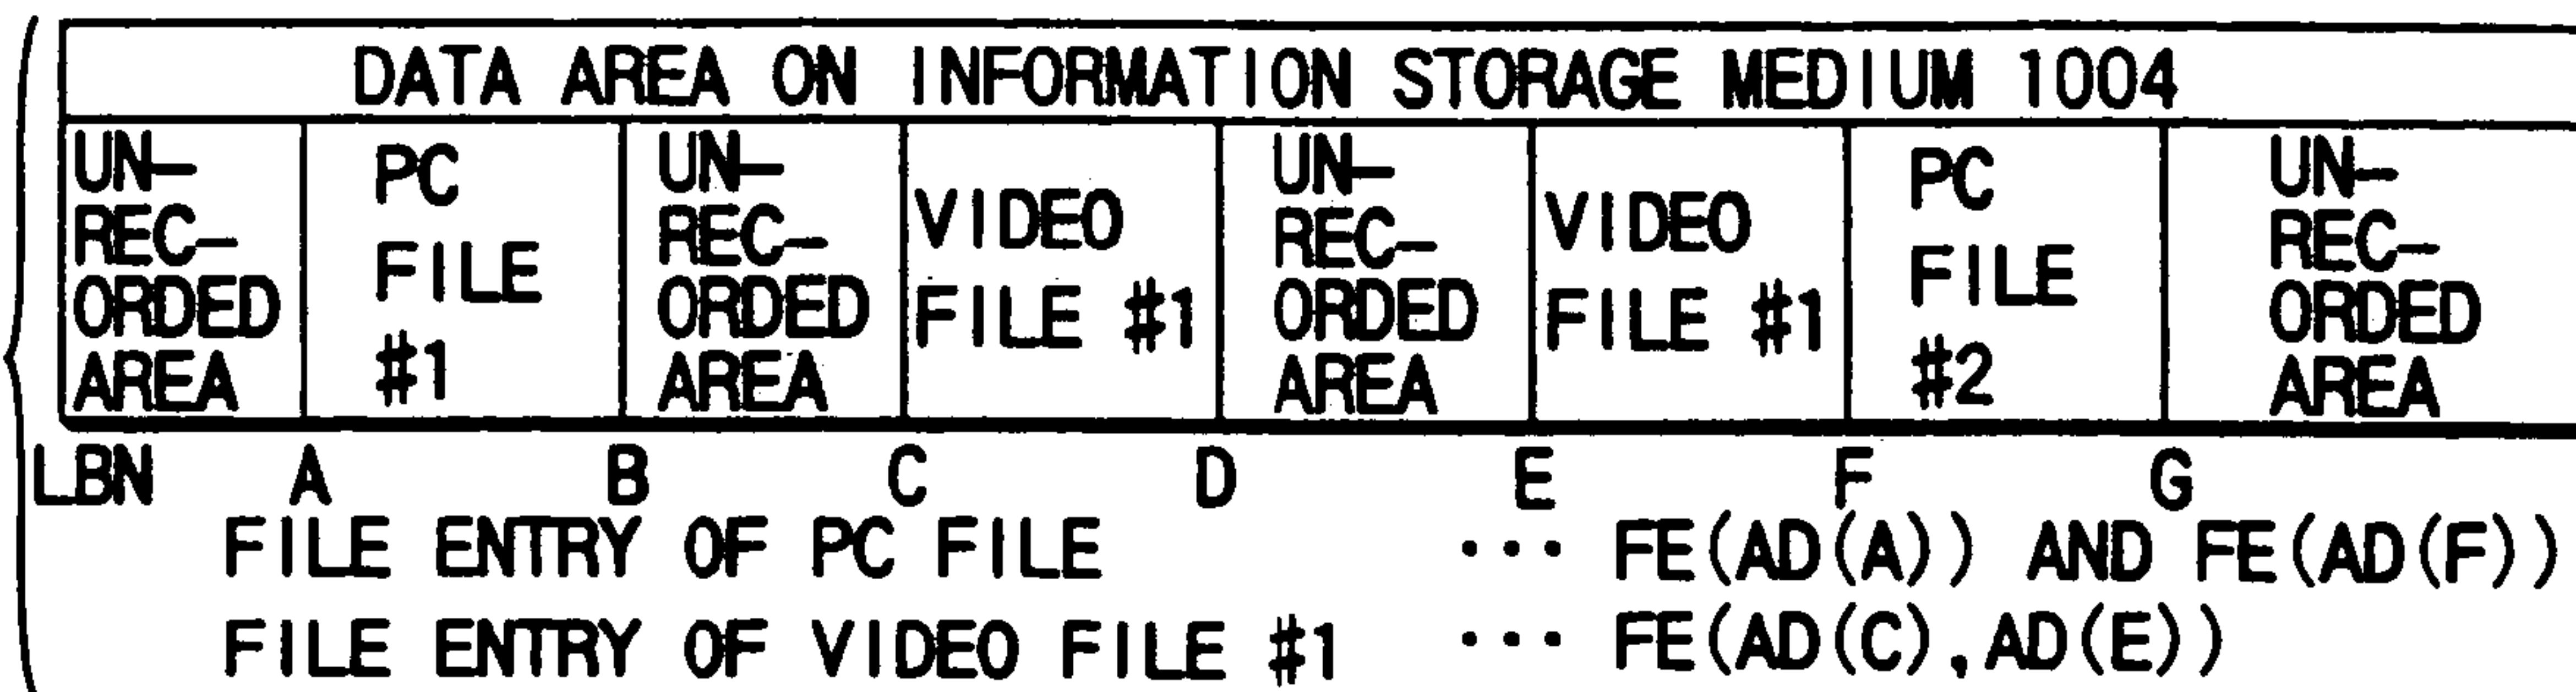 DATA AREA ON INFORMATION STORAGE MEDIUM 1004
UN-
REC-
ORDED
AREA
PC
FILE
#1
UN-
REC-
ORDED
AREA
VIDEO
FILE #1
UN-
REC-
ORDED
AREA
VIDEO
FILE #1
PC
FILE
#2
UN-
REC-
ORDED
AREA
LBN A B C D E F G
FILE ENTRY OF PC FILE ... FE(AD(A)) AND FE(AD(F))
FILE ENTRY OF VIDEO FILE #1 ... FE(AD(C),AD(E))